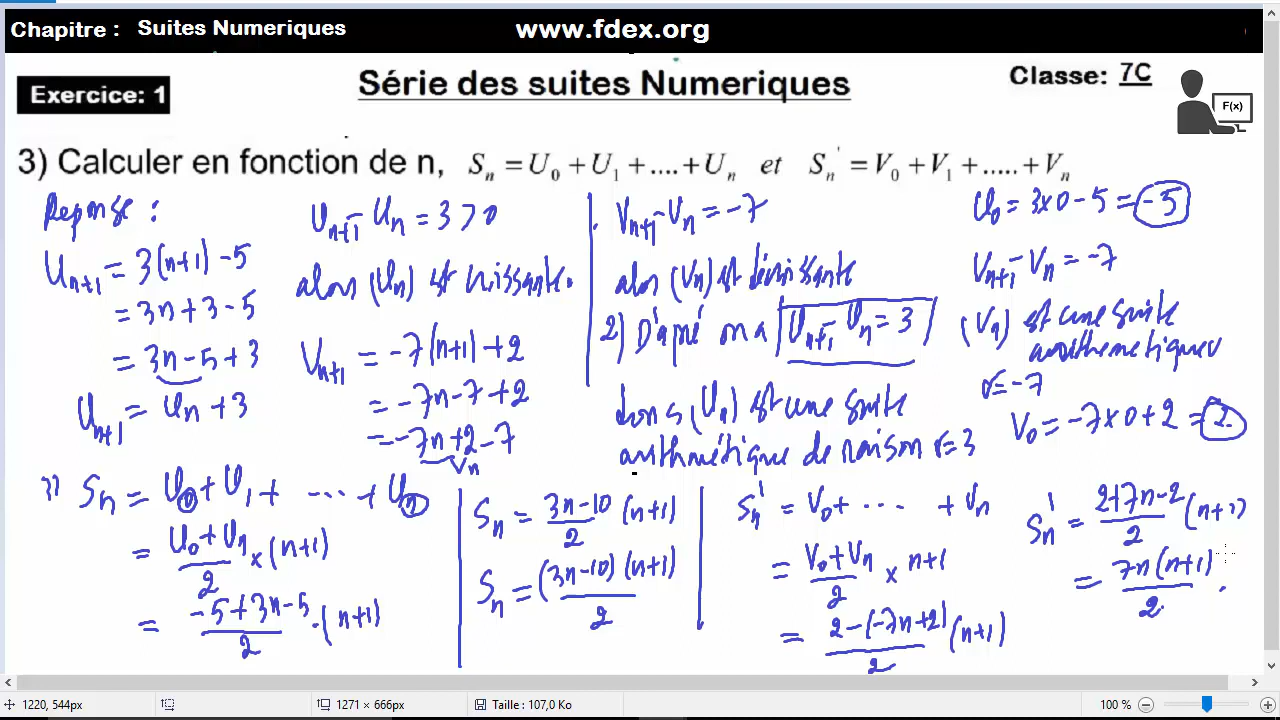 Chapitre : Suites Numeriques www.fdex.org
Série des suites Numeriques
Classe: 7C
Exercice: 1
F(x)
3) Calculer en fonction de n, Sₙ = U₀ + U₁ + .... + Uₙ et Sₙ' = V₀ + V₁ + ..... + Vₙ
Reponse :
Uₙ₊₁ = 3(n+1) -5
= 3n + 3 - 5
= 3n - 5 + 3
Uₙ₊₁ = Uₙ + 3
Uₙ₊₁ - Uₙ = 3 > 0
alors (Uₙ) est croissante.
Vₙ₊₁ = -7(n+1) + 2
= -7n - 7 + 2
= -7n + 2 - 7
Vₙ
Vₙ₊₁ - Vₙ = -7
alors (Vₙ) est décroissante
2) D'apré on a Uₙ₊₁ - Uₙ = 3
donc (Uₙ) est une suite
arithmétique de raison r = 3
U₀ = 3×0 - 5 = -5
Vₙ₊₁ - Vₙ = -7
(Vₙ) est une suite
r = -7
V₀ = -7×0 + 2 = 2
Sₙ = U₀ + U₁ + ... + Uₙ
= U₀ + Uₙ / 2 × (n+1)
= -5 + 3n - 5 / 2 . (n+1)
Sₙ = 3n - 10 / 2 (n+1)
Sₙ = (3n-10)(n+1) / 2
Sₙ' = V₀ + ... + Vₙ
= V₀ + Vₙ / 2 × n+1
= 2 - (-7n+2) / 2 (n+1)
Sₙ' = 2 + 7n - 2 / 2 (n+1)
= 7n(n+1) / 2 .
1220, 544px 1271 × 666px Taille : 107,0 Ko 100 %